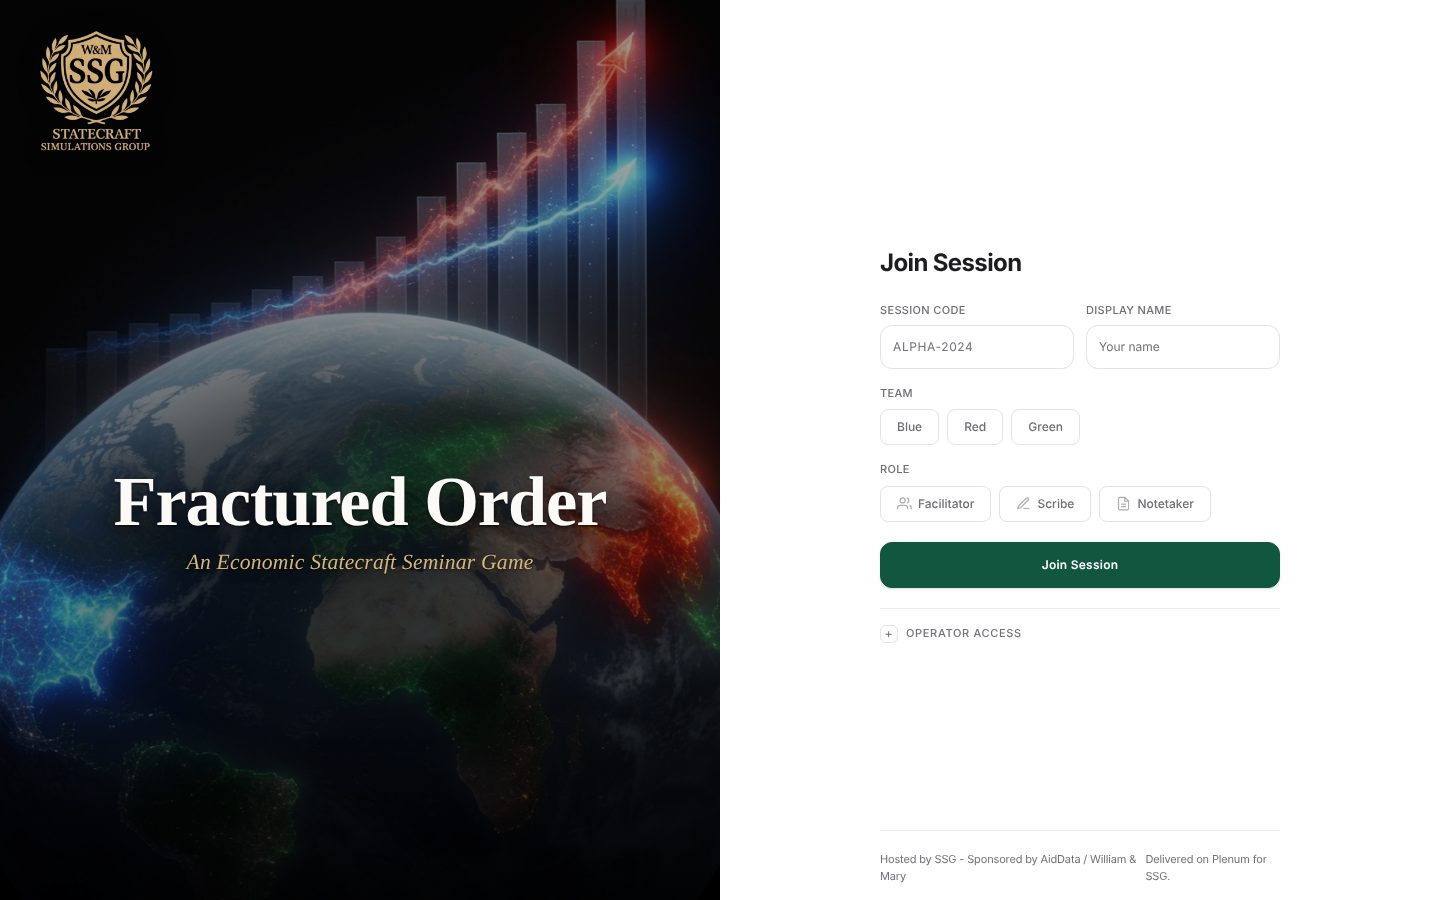 W&M
SSG
STATECRAFT
SIMULATIONS GROUP
Fractured Order
An Economic Statecraft Seminar Game
Join Session
SESSION CODE
DISPLAY NAME
ALPHA-2024
Your name
TEAM
Blue
Red
Green
ROLE
Facilitator
Scribe
Notetaker
Join Session
+ OPERATOR ACCESS
Hosted by SSG - Sponsored by AidData / William &
Mary
Delivered on Plenum for
SSG.